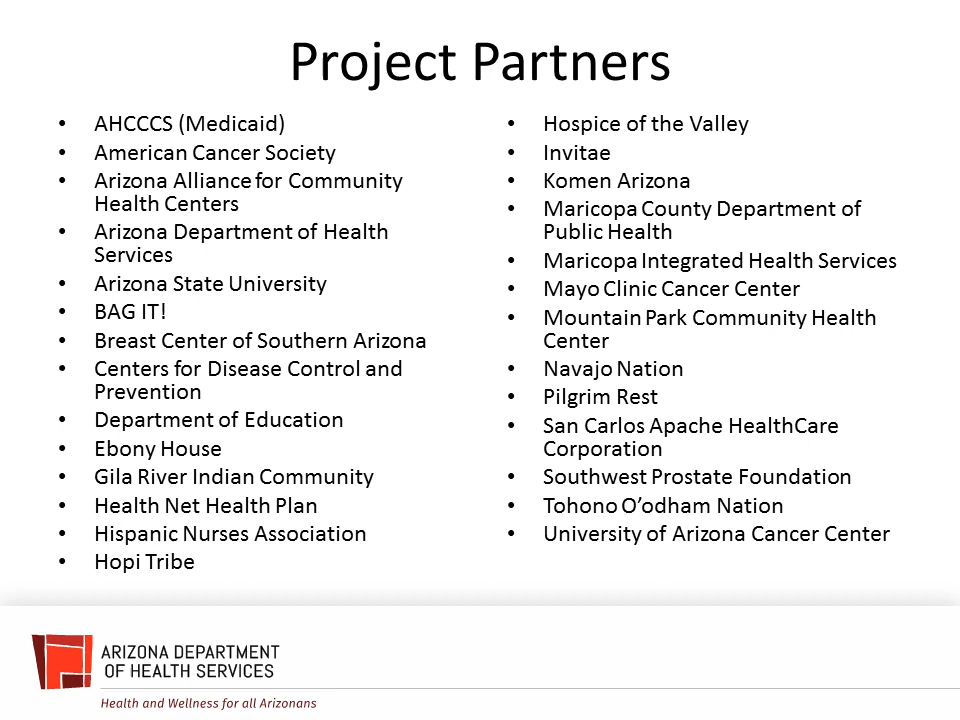 Project Partners
• AHCCCS (Medicaid)
• American Cancer Society
• Arizona Alliance for Community
Health Centers
• Arizona Department of Health
Services
• Arizona State University
• BAG IT!
• Breast Center of Southern Arizona
• Centers for Disease Control and
Prevention
• Department of Education
• Ebony House
• Gila River Indian Community
• Health Net Health Plan
• Hispanic Nurses Association
• Hopi Tribe
• Hospice of the Valley
• Invitae
• Komen Arizona
• Maricopa County Department of
Public Health
• Maricopa Integrated Health Services
• Mayo Clinic Cancer Center
• Mountain Park Community Health
Center
• Navajo Nation
• Pilgrim Rest
• San Carlos Apache HealthCare
Corporation
• Southwest Prostate Foundation
• Tohono O’odham Nation
• University of Arizona Cancer Center
ARIZONA DEPARTMENT
OF HEALTH SERVICES
Health and Wellness for all Arizonans